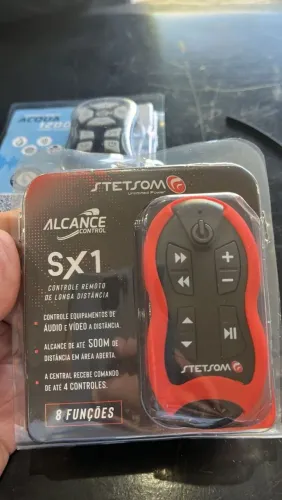 ACQUA
1200
STETSOM
ALCANCE
CONTROL
SX1
CONTROLE REMOTO
DE LONGA DISTÂNCIA
CONTROLE EQUIPAMENTOS DE
ÁUDIO E VÍDEO A DISTÂNCIA.
ALCANCE DE ATÉ 500M DE
DISTÂNCIA EM ÁREA ABERTA.
A CENTRAL RECEBE COMANDO
DE ATÉ 4 CONTROLES.
8 FUNÇÕES
STETSOM